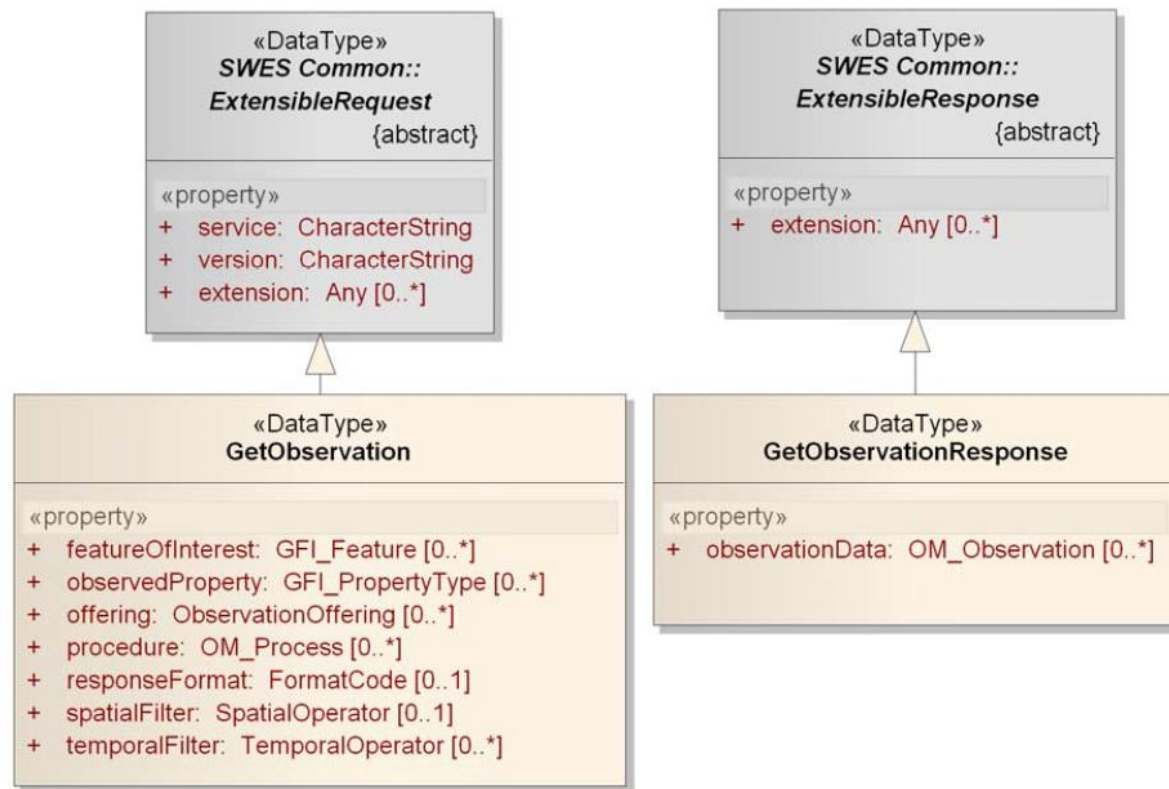 «DataType»
SWES Common::
ExtensibleRequest
{abstract}
«property»
+ service: CharacterString
+ version: CharacterString
+ extension: Any [0..*]
«DataType»
SWES Common::
ExtensibleResponse
{abstract}
«property»
+ extension: Any [0..*]
«DataType»
GetObservation
«property»
+ featureOfInterest: GFI_Feature [0..*]
+ observedProperty: GFI_PropertyType [0..*]
+ offering: ObservationOffering [0..*]
+ procedure: OM_Process [0..*]
+ responseFormat: FormatCode [0..1]
+ spatialFilter: SpatialOperator [0..1]
+ temporalFilter: TemporalOperator [0..*]
«DataType»
GetObservationResponse
«property»
+ observationData: OM_Observation [0..*]